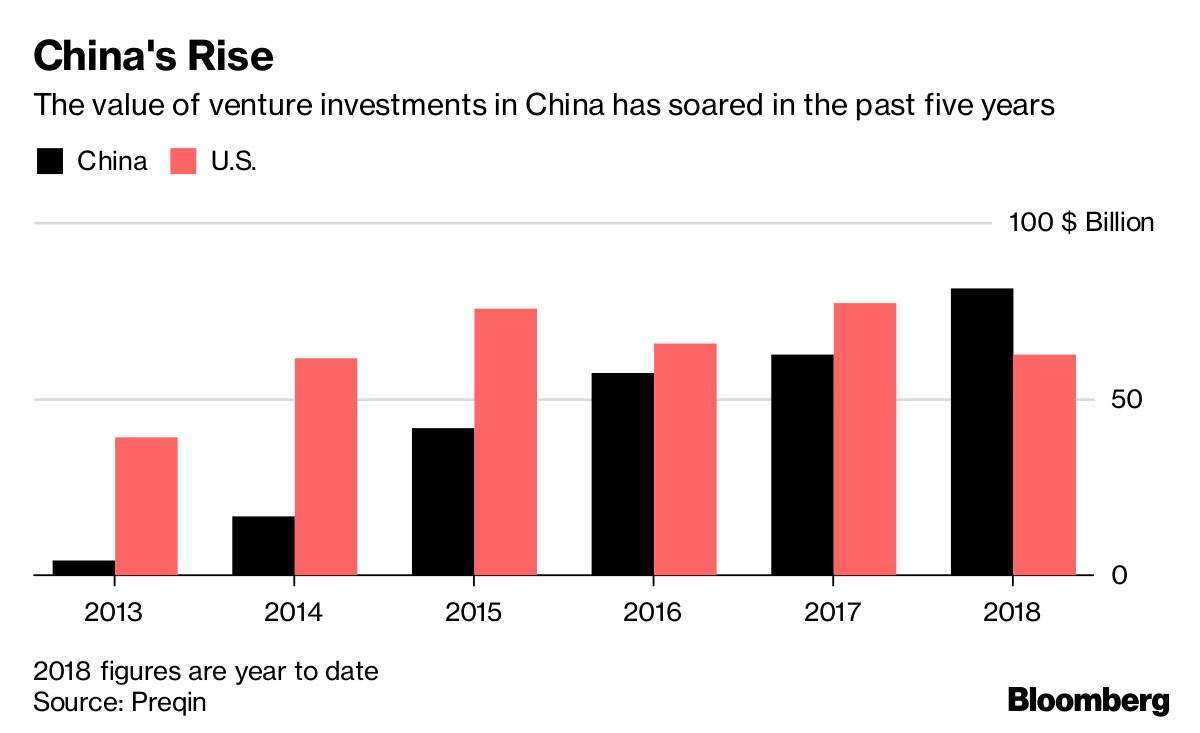 China's Rise
The value of venture investments in China has soared in the past five years
China U.S.
100 $ Billion
50
0
2013 2014 2015 2016 2017 2018
2018 figures are year to date
Source: Preqin
Bloomberg